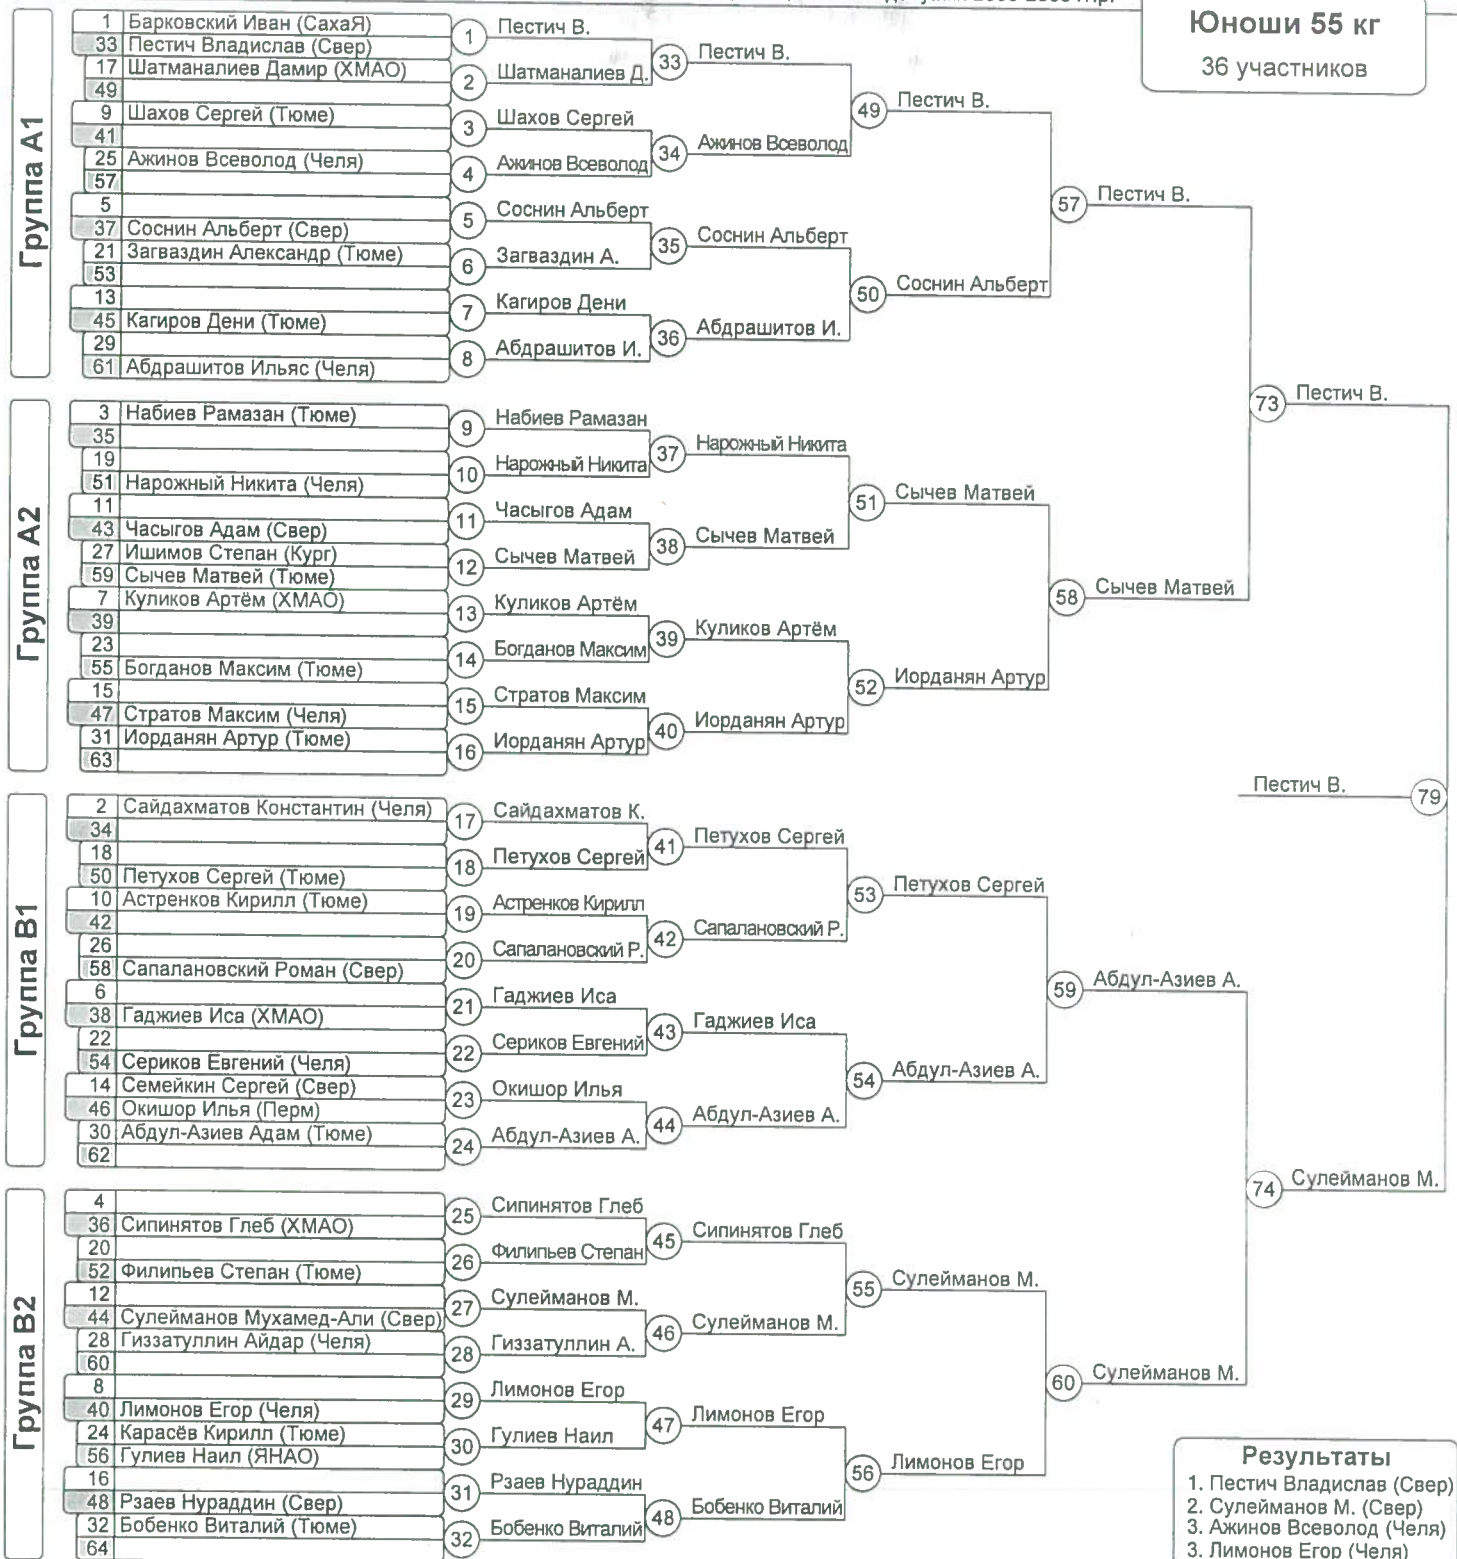 Юноши 55 кг
36 участников
Группа A1
1 Барковский Иван (СахаЯ)
33 Пестич Владислав (Свер)
17 Шатманалиев Дамир (ХМАО)
49
9 Шахов Сергей (Тюме)
41
25 Ажинов Всеволод (Челя)
57
5
37 Соснин Альберт (Свер)
21 Загваздин Александр (Тюме)
53
13
45 Кагиров Дени (Тюме)
29
61 Абдрашитов Ильяс (Челя)
1 Пестич В.
2 Шатманалиев Д.
3 Шахов Сергей
4 Ажинов Всеволод
5 Соснин Альберт
6 Загваздин А.
7 Кагиров Дени
8 Абдрашитов И.
33 Пестич В.
34 Ажинов Всеволод
35 Соснин Альберт
36 Абдрашитов И.
49 Пестич В.
50 Соснин Альберт
57 Пестич В.
Группа A2
3 Набиев Рамазан (Тюме)
35
19
51 Нарожный Никита (Челя)
11
43 Часыгов Адам (Свер)
27 Ишимов Степан (Кург)
59 Сычев Матвей (Тюме)
7 Куликов Артём (ХМАО)
39
23
55 Богданов Максим (Тюме)
15
47 Стратов Максим (Челя)
31 Иорданян Артур (Тюме)
63
9 Набиев Рамазан
10 Нарожный Никита
11 Часыгов Адам
12 Сычев Матвей
13 Куликов Артём
14 Богданов Максим
15 Стратов Максим
16 Иорданян Артур
37 Нарожный Никита
38 Сычев Матвей
39 Куликов Артём
40 Иорданян Артур
51 Сычев Матвей
52 Иорданян Артур
58 Сычев Матвей
73 Пестич В.
Группа B1
2 Сайдахматов Константин (Челя)
34
18
50 Петухов Сергей (Тюме)
10 Астренков Кирилл (Тюме)
42
26
58 Сапалановский Роман (Свер)
6
38 Гаджиев Иса (ХМАО)
22
54 Сериков Евгений (Челя)
14 Семейкин Сергей (Свер)
46 Окишор Илья (Перм)
30 Абдул-Азиев Адам (Тюме)
62
17 Сайдахматов К.
18 Петухов Сергей
19 Астренков Кирилл
20 Сапалановский Р.
21 Гаджиев Иса
22 Сериков Евгений
23 Окишор Илья
24 Абдул-Азиев А.
41 Петухов Сергей
42 Сапалановский Р.
43 Гаджиев Иса
44 Абдул-Азиев А.
53 Петухов Сергей
54 Абдул-Азиев А.
59 Абдул-Азиев А.
Пестич В. 79
Группа B2
4
36 Сипинятов Глеб (ХМАО)
20
52 Филипьев Степан (Тюме)
12
44 Сулейманов Мухамед-Али (Свер)
28 Гиззатуллин Айдар (Челя)
60
8
40 Лимонов Егор (Челя)
24 Карасёв Кирилл (Тюме)
56 Гулиев Наил (ЯНАО)
16
48 Рзаев Нураддин (Свер)
32 Бобенко Виталий (Тюме)
64
25 Сипинятов Глеб
26 Филипьев Степан
27 Сулейманов М.
28 Гиззатуллин А.
29 Лимонов Егор
30 Гулиев Наил
31 Рзаев Нураддин
32 Бобенко Виталий
45 Сипинятов Глеб
46 Сулейманов М.
47 Лимонов Егор
48 Бобенко Виталий
55 Сулейманов М.
56 Лимонов Егор
60 Сулейманов М.
74 Сулейманов М.
Результаты
1. Пестич Владислав (Свер)
2. Сулейманов М. (Свер)
3. Ажинов Всеволод (Челя)
3. Лимонов Егор (Челя)